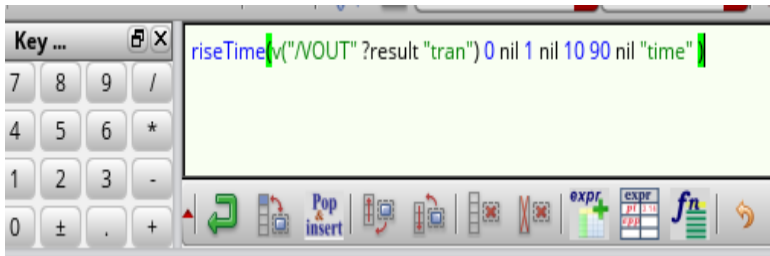 Key ...
riseTime(v("/VOUT" ?result "tran") 0 nil 1 nil 10 90 nil "time" )
7 8 9 /
4 5 6 *
1 2 3 -
0 ± . +
Pop
&
insert
expr
expr
fn